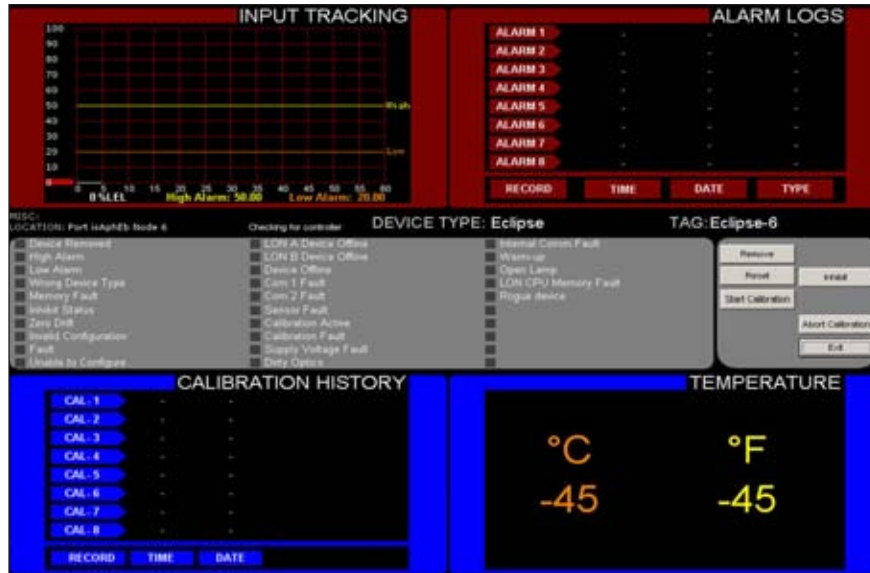 INPUT TRACKING
100
90
80
70
60
50
40
30
20
10
0
High
Low
0 5 10 15 20 25 30 35 40 45 50 55 60
0 %LEL High Alarm: 50.00 Low Alarm: 20.00
ALARM LOGS
ALARM 1 - - -
ALARM 2 - - -
ALARM 3 - - -
ALARM 4 - - -
ALARM 5 - - -
ALARM 6 - - -
ALARM 7 - - -
ALARM 8 - - -
RECORD TIME DATE TYPE
MISC:
LOCATION: Port Node 6 Checking for controller DEVICE TYPE: Eclipse TAG: Eclipse-6
Device Removed
High Alarm
Low Alarm
Wrong Device Type
Memory Fault
Inhibit Status
Zero Drift
Invalid Configuration
Fault
Unable to Configure
LON A Device Offline
LON B Device Offline
Device Offline
Com 1 Fault
Com 2 Fault
Sensor Fault
Calibration Active
Calibration Fault
Supply Voltage Fault
Dirty Optics
Internal Comm Fault
Warm-up
Open Lamp
LON CPU Memory Fault
Rogue device
Remove
Reset Inhibit
Start Calibration
Abort Calibration
Exit
CALIBRATION HISTORY
CAL- 1 - -
CAL- 2 - -
CAL- 3 - -
CAL- 4 - -
CAL- 5 - -
CAL- 6 - -
CAL- 7 - -
CAL- 8 - -
RECORD TIME DATE
TEMPERATURE
°C °F
-45 -45